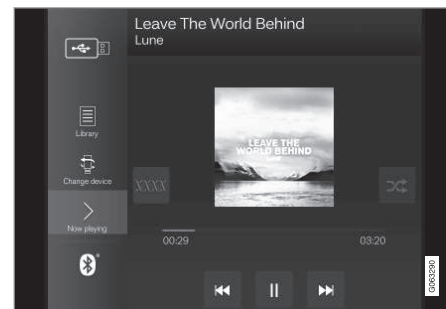 Leave The World Behind
Lune
Library
Change device
Now playing
LEAVE THE
WORLD BEHIND
LUNE
XXXX
00:29
03:20
G063290